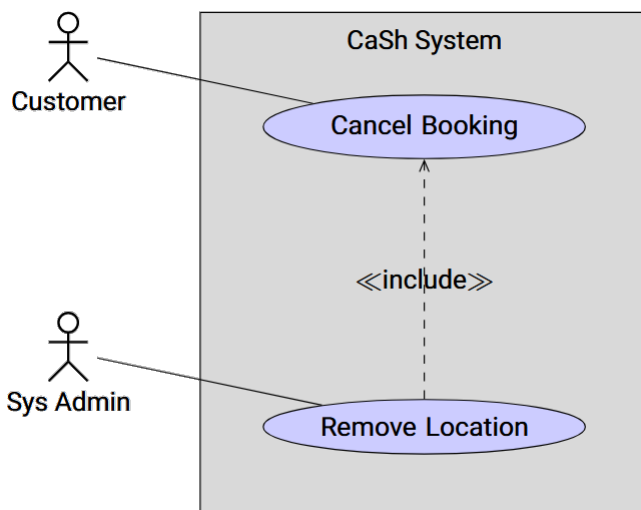 CaSh System
Customer
Cancel Booking
≪include≫
Sys Admin
Remove Location